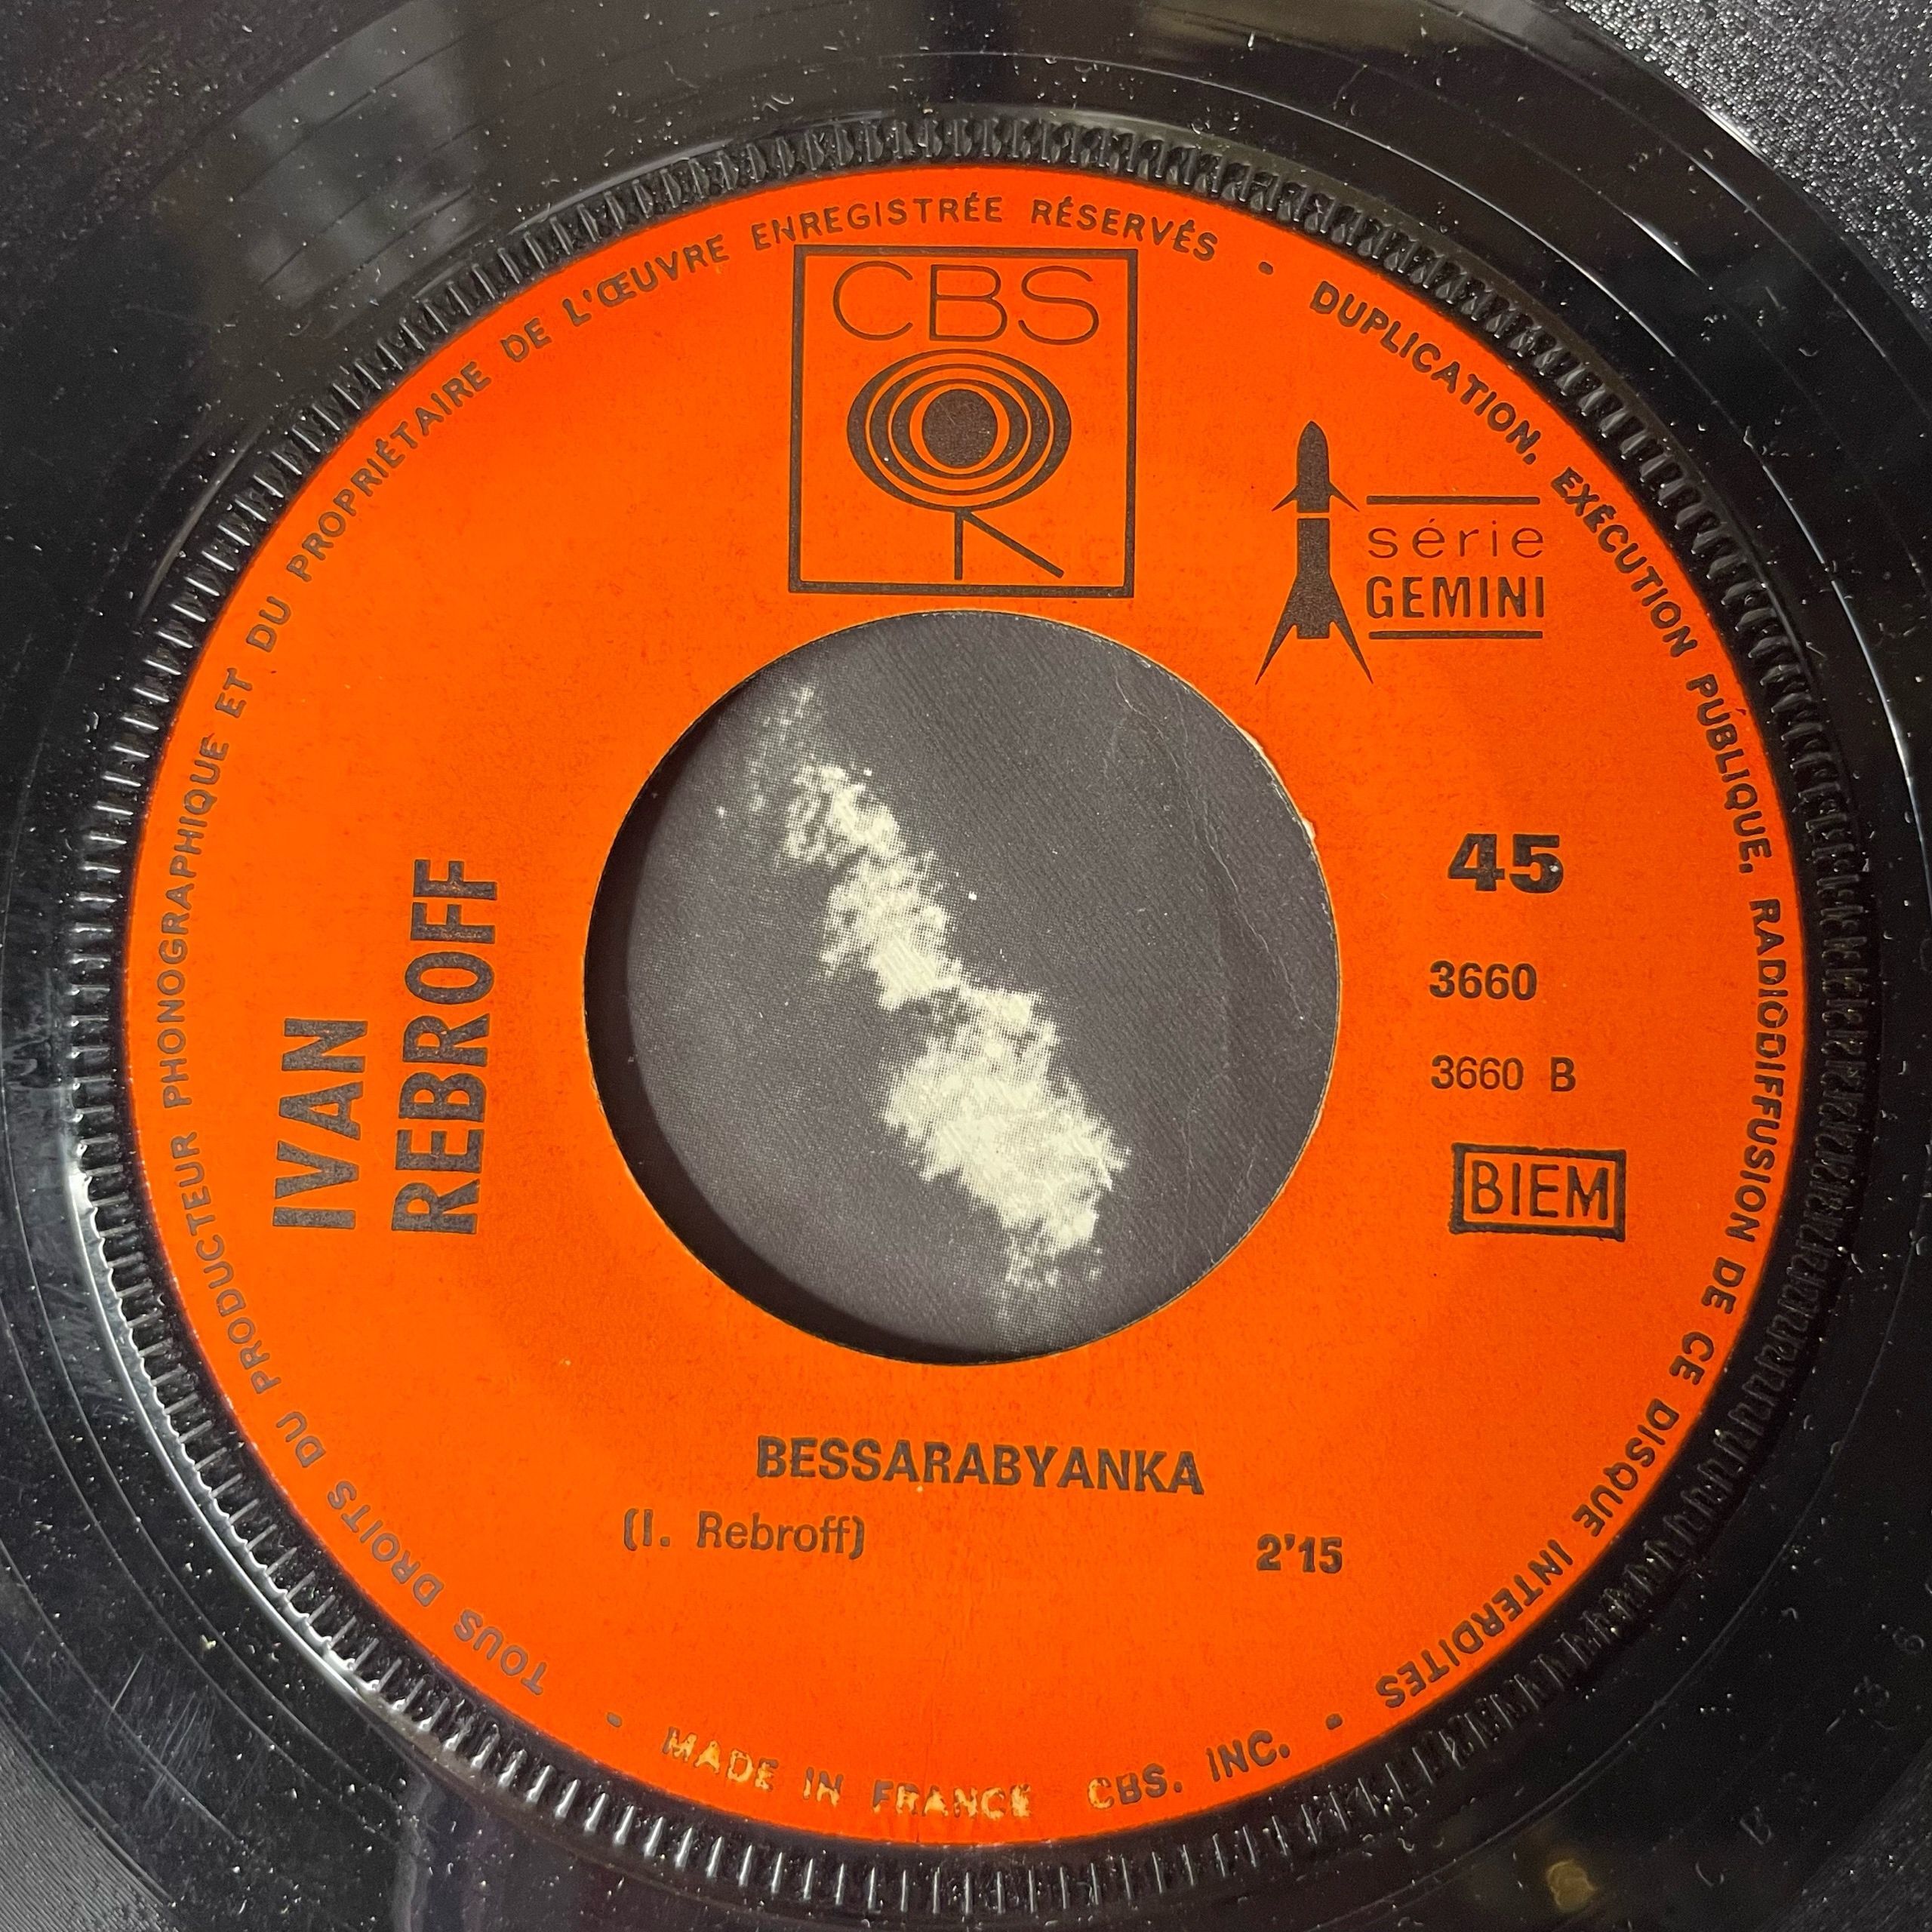 TOUS DROITS DU PRODUCTEUR PHONOGRAPHIQUE ET DU PROPRIÉTAIRE DE L'ŒUVRE ENREGISTRÉE RÉSERVÉS • DUPLICATION, EXÉCUTION PUBLIQUE, RADIODIFFUSION DE CE DISQUE INTERDITES •
CBS
série
GEMINI
IVAN
REBROFF
45
3660
3660 B
BIEM
BESSARABYANKA
(I. Rebroff)
2'15
• MADE IN FRANCE CBS. INC.